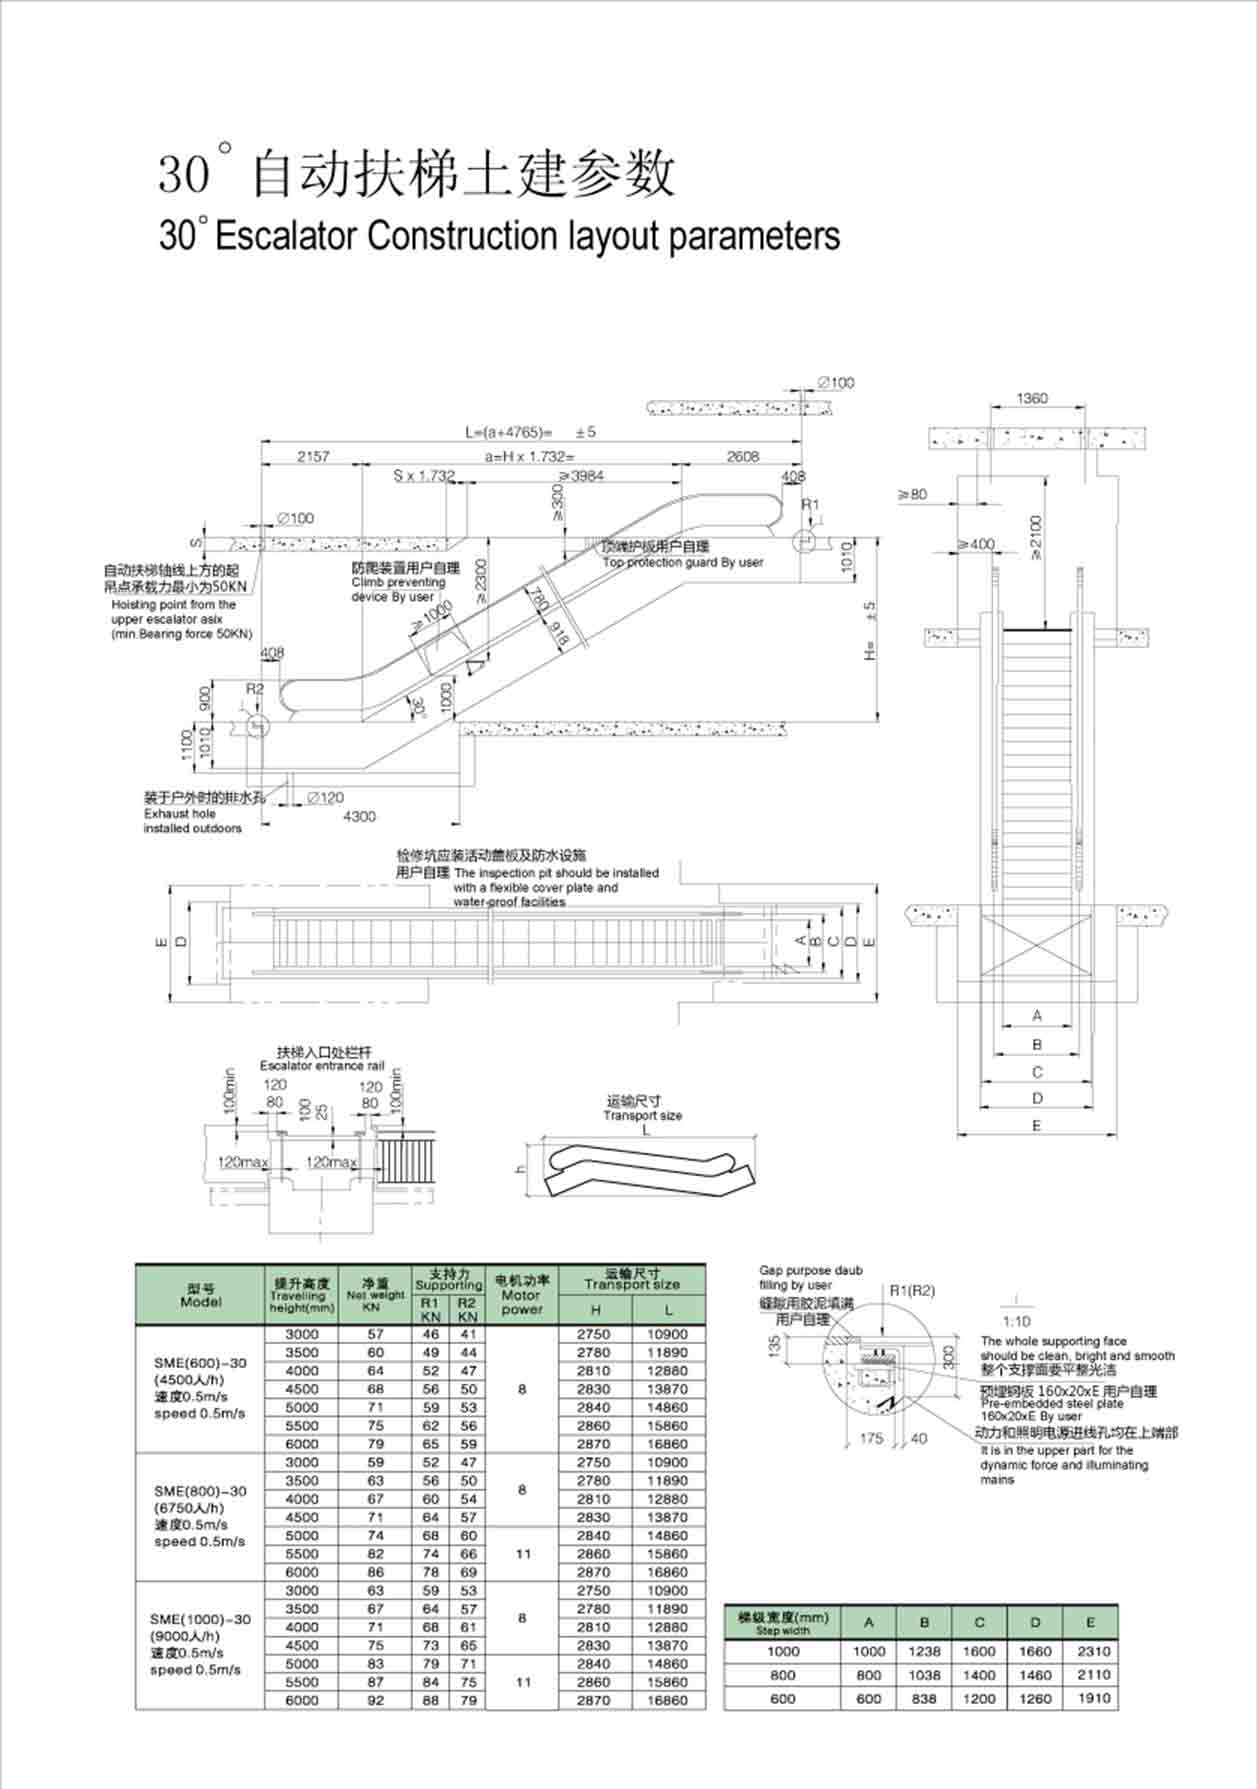 30°自动扶梯土建参数
30°Escalator Construction layout parameters
∅100
1360
L=(a+4765)= ±5
2157
a=H x 1.732=
2608
S x 1.732
≥3984
408
≥300
R1
≥80
∅100
S
≥2100
≥400
自动扶梯轴线上方的起
吊点承载力最小为50KN
Hoisting point from the
upper escalator asix
(min.Bearing force 50KN)
防爬装置用户自理
Climb preventing
device By user
≥2300
顶端护板用户自理
Top protection guard By user
1010
≥1000
780
918
H= ±5
408
900
R2
1000
30°
1100
1010
装于户外时的排水孔
Exhaust hole
installed outdoors
∅120
4300
检修坑应装活动盖板及防水设施
用户自理 The inspection pit should be installed
with a flexible cover plate and
water-proof facilities
E
D
A
B
C
D
E
A
B
C
D
E
扶梯入口处栏杆
Escalator entrance rail
100min
120
80
100
25
120
80
100min
120max
120max
运输尺寸
Transport size
L
h
型号
Model
提升高度
Travelling
height(mm)
净重
Net weight
KN
支持力
Supporting
R1
KN
R2
KN
电机功率
Motor
power
运输尺寸
Transport size
H
L
SME(600)-30
(4500人/h)
速度0.5m/s
speed 0.5m/s
8
3000 57 46 41 2750 10900
3500 60 49 44 2780 11890
4000 64 52 47 2810 12880
4500 68 56 50 2830 13870
5000 71 59 53 2840 14860
5500 75 62 56 2860 15860
6000 79 65 59 2870 16860
SME(800)-30
(6750人/h)
速度0.5m/s
speed 0.5m/s
8
3000 59 52 47 2750 10900
3500 63 56 50 2780 11890
4000 67 60 54 2810 12880
4500 71 64 57 2830 13870
11
5000 74 68 60 2840 14860
5500 82 74 66 2860 15860
6000 86 78 69 2870 16860
SME(1000)-30
(9000人/h)
速度0.5m/s
speed 0.5m/s
8
3000 63 59 53 2750 10900
3500 67 64 57 2780 11890
4000 71 68 61 2810 12880
4500 75 73 65 2830 13870
11
5000 83 79 71 2840 14860
5500 87 84 75 2860 15860
6000 92 88 79 2870 16860
Gap purpose daub
filling by user
缝隙用胶泥填满
用户自理
R1(R2)
135
300
175
40
I
1:10
The whole supporting face
should be clean, bright and smooth
整个支撑面要平整光洁
预埋钢板 160x20xE 用户自理
Pre-embedded steel plate
160x20xE By user
动力和照明电源进线孔均在上端部
It is in the upper part for the
dynamic force and illuminating
mains
梯级宽度(mm)
Step width
A B C D E
1000 1000 1238 1600 1660 2310
800 800 1038 1400 1460 2110
600 600 838 1200 1260 1910